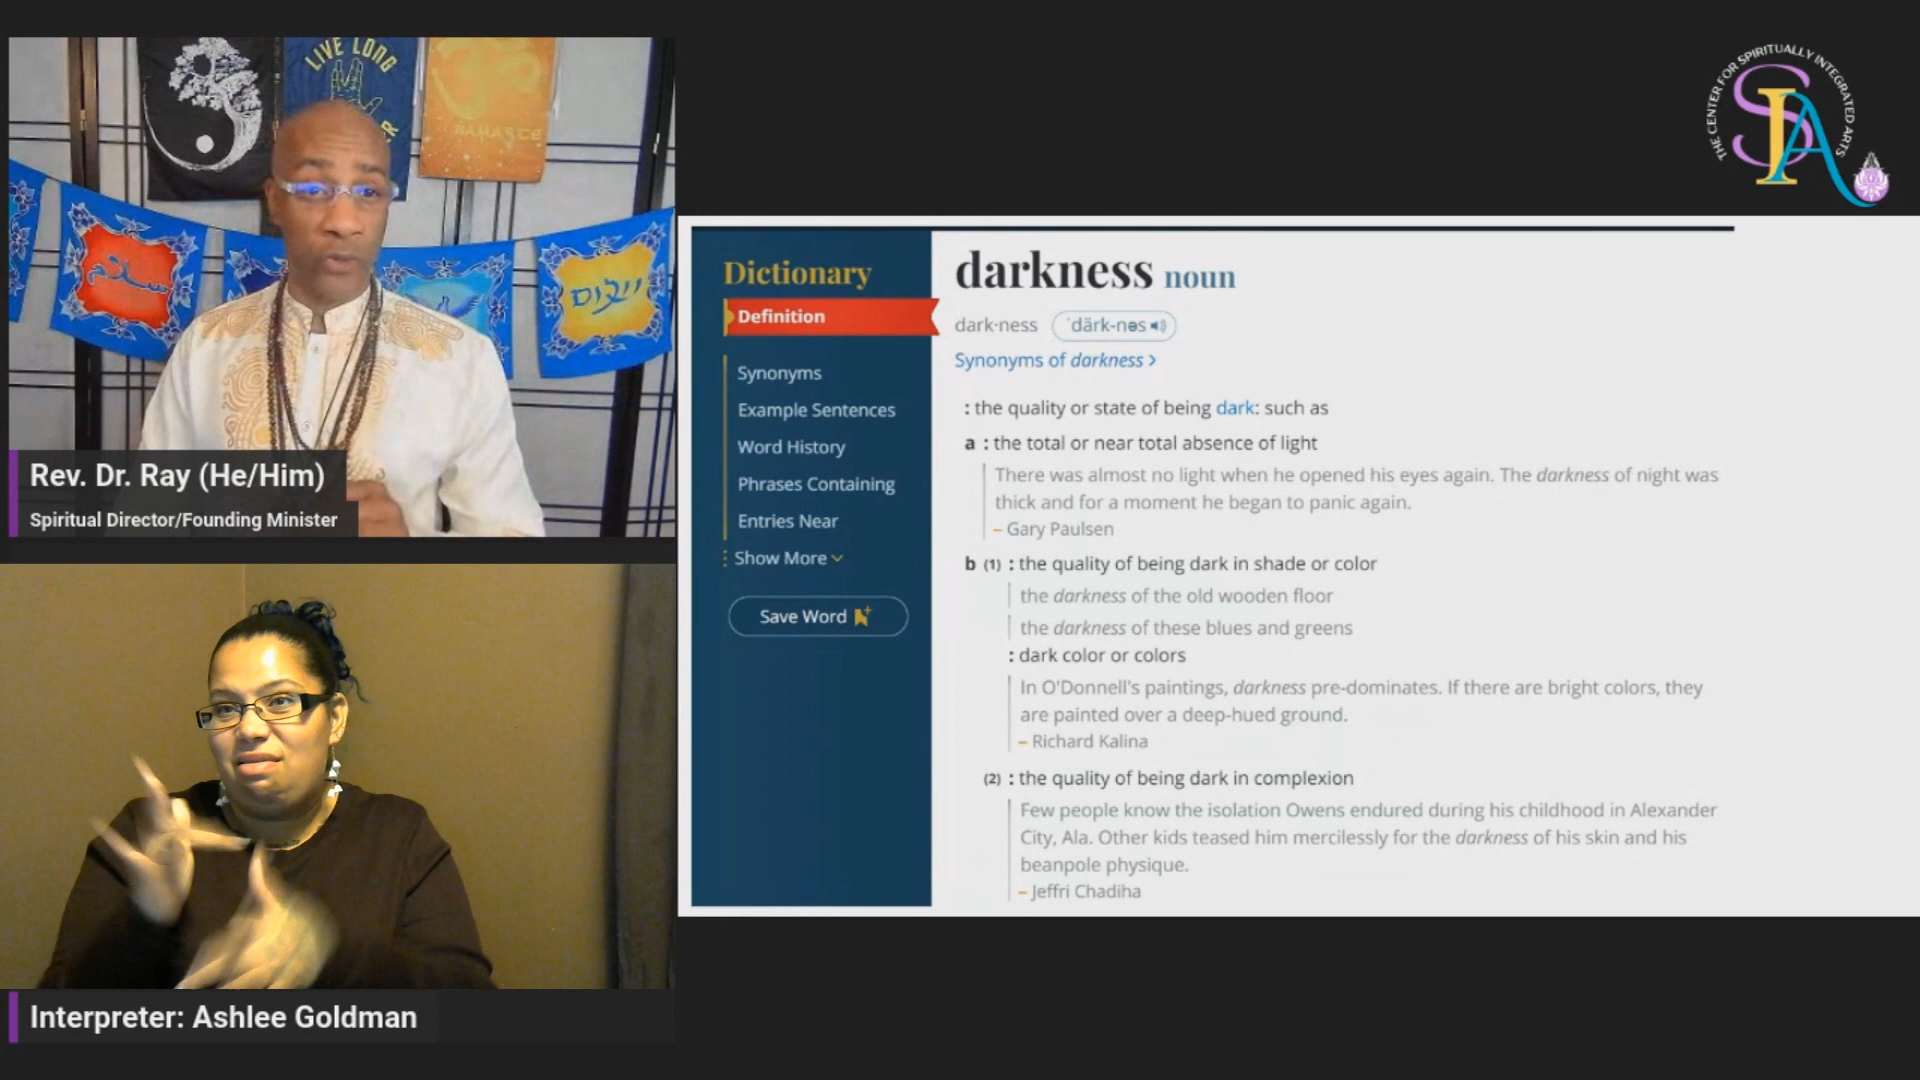 LIVE LONG
NAMASTE
سلام
Rev. Dr. Ray (He/Him)
Spiritual Director/Founding Minister
Interpreter: Ashlee Goldman
THE CENTER FOR SPIRITUALLY INTEGRATED ARTS
SIA
Dictionary
Definition
Synonyms
Example Sentences
Word History
Phrases Containing
Entries Near
Show More
Save Word
darkness noun
dark·ness ˈdärk-nəs
Synonyms of darkness >
: the quality or state of being dark: such as
a : the total or near total absence of light
There was almost no light when he opened his eyes again. The darkness of night was
thick and for a moment he began to panic again.
– Gary Paulsen
b (1) : the quality of being dark in shade or color
the darkness of the old wooden floor
the darkness of these blues and greens
: dark color or colors
In O'Donnell's paintings, darkness pre-dominates. If there are bright colors, they
are painted over a deep-hued ground.
– Richard Kalina
(2) : the quality of being dark in complexion
Few people know the isolation Owens endured during his childhood in Alexander
City, Ala. Other kids teased him mercilessly for the darkness of his skin and his
beanpole physique.
– Jeffri Chadiha